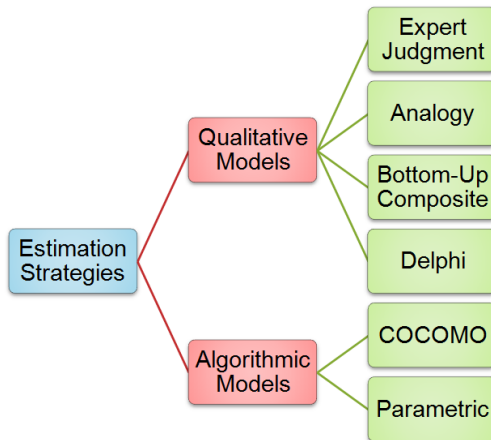 Expert
Judgment
Analogy
Qualitative
Models
Bottom-Up
Composite
Delphi
Estimation
Strategies
COCOMO
Algorithmic
Models
Parametric